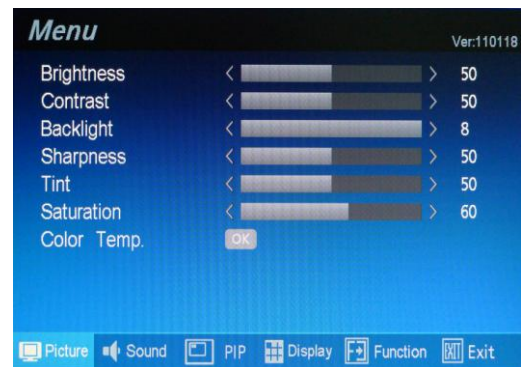 Menu
Ver:110118
Brightness 50
Contrast 50
Backlight 8
Sharpness 50
Tint 50
Saturation 60
Color Temp. OK
Picture Sound PIP Display Function EXIT Exit